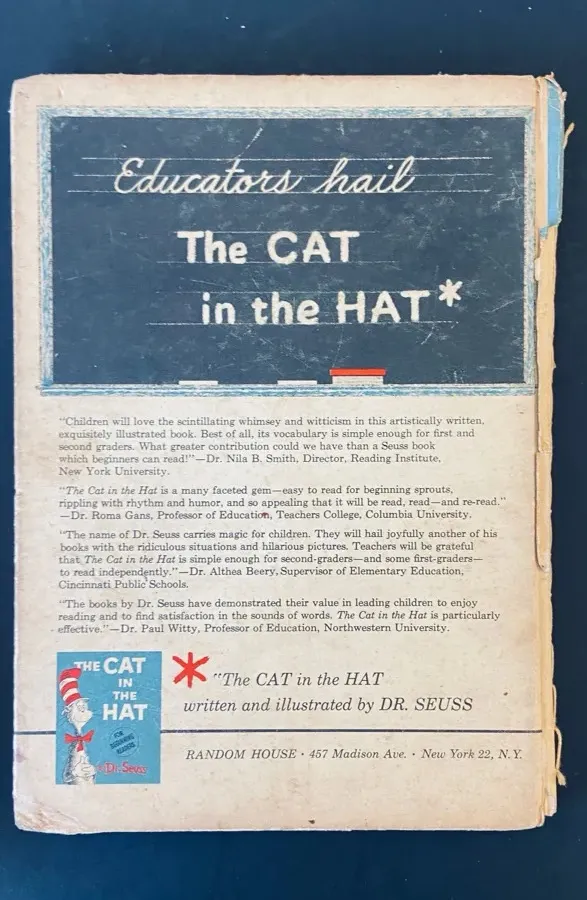 Educators hail
The CAT
in the HAT*
"Children will love the scintillating whimsey and witticism in this artistically written,
exquisitely illustrated book. Best of all, its vocabulary is simple enough for first and
second graders. What greater contribution could we have than a Seuss book
which beginners can read!"—Dr. Nila B. Smith, Director, Reading Institute,
New York University.
"The Cat in the Hat is a many faceted gem—easy to read for beginning sprouts,
rippling with rhythm and humor, and so appealing that it will be read, read—and re-read."
—Dr. Roma Gans, Professor of Education, Teachers College, Columbia University.
"The name of Dr. Seuss carries magic for children. They will hail joyfully another of his
books with the ridiculous situations and hilarious pictures. Teachers will be grateful
that The Cat in the Hat is simple enough for second-graders—and some first-graders—
to read independently."—Dr. Althea Beery, Supervisor of Elementary Education,
Cincinnati Public Schools.
"The books by Dr. Seuss have demonstrated their value in leading children to enjoy
reading and to find satisfaction in the sounds of words. The Cat in the Hat is particularly
effective."—Dr. Paul Witty, Professor of Education, Northwestern University.
THE CAT
IN
THE
HAT
FOR
BEGINNING
READERS
Dr. Seuss
* "The CAT in the HAT
written and illustrated by DR. SEUSS
RANDOM HOUSE · 457 Madison Ave. · New York 22, N.Y.